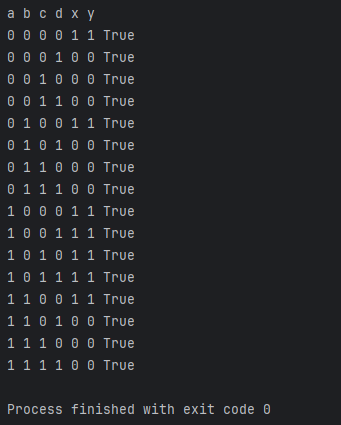 a b c d x y
0 0 0 0 1 1 True
0 0 0 1 0 0 True
0 0 1 0 0 0 True
0 0 1 1 0 0 True
0 1 0 0 1 1 True
0 1 0 1 0 0 True
0 1 1 0 0 0 True
0 1 1 1 0 0 True
1 0 0 0 1 1 True
1 0 0 1 1 1 True
1 0 1 0 1 1 True
1 0 1 1 1 1 True
1 1 0 0 1 1 True
1 1 0 1 0 0 True
1 1 1 0 0 0 True
1 1 1 1 0 0 True
Process finished with exit code 0